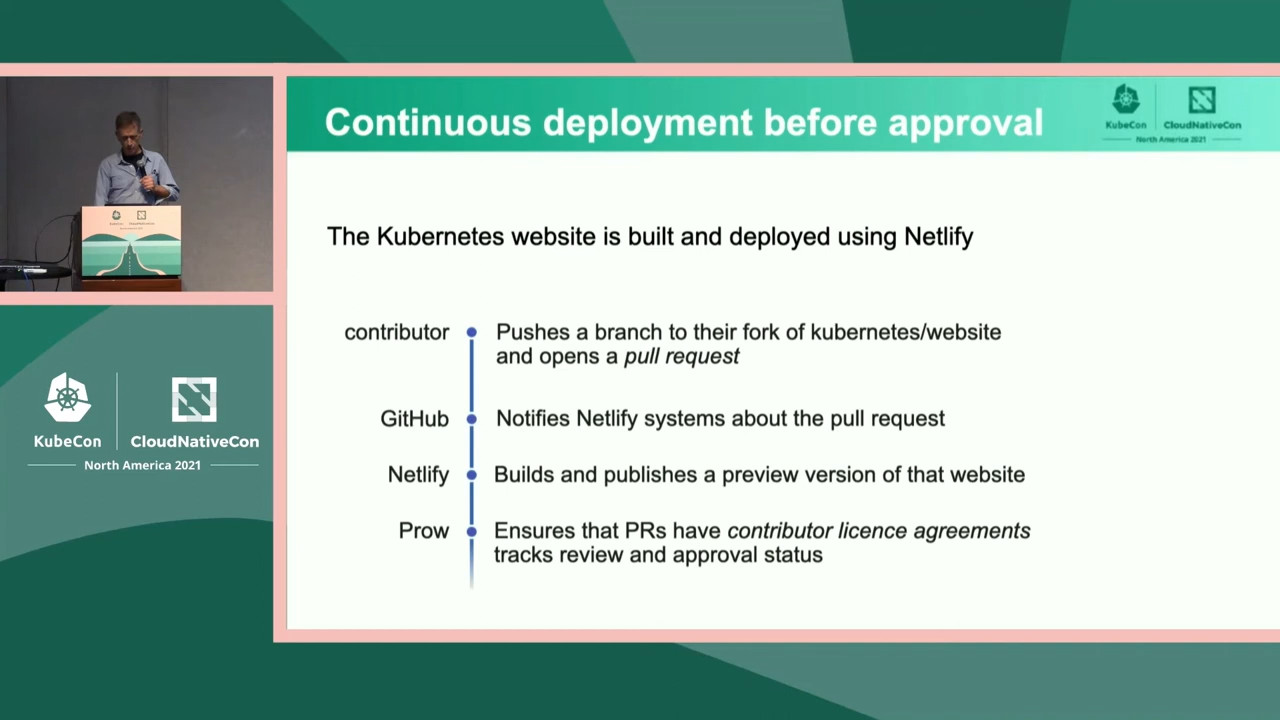 Continuous deployment before approval
KubeCon
CloudNativeCon
North America 2021
The Kubernetes website is built and deployed using Netlify
contributor
Pushes a branch to their fork of kubernetes/website
and opens a pull request
GitHub
Notifies Netlify systems about the pull request
Netlify
Builds and publishes a preview version of that website
Prow
Ensures that PRs have contributor licence agreements
tracks review and approval status
KubeCon
CloudNativeCon
North America 2021